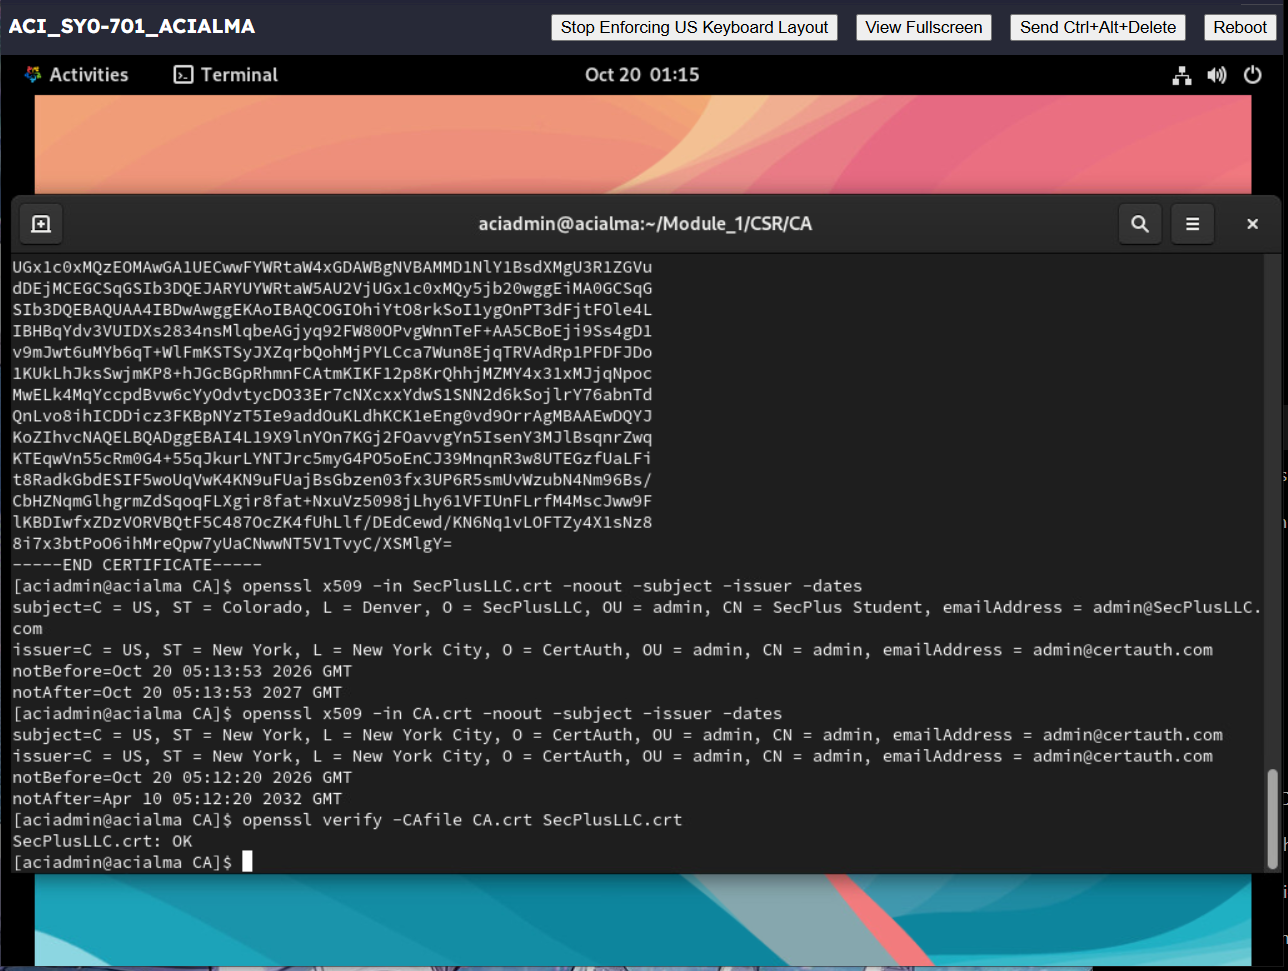 ACI_SY0-701_ACIALMA
Stop Enforcing US Keyboard Layout View Fullscreen Send Ctrl+Alt+Delete Reboot
Activities Terminal Oct 20 01:15
aciadmin@acialma:~/Module_1/CSR/CA
UGx1c0xMQzEOMAwGA1UECwwFYWRtaW4xGDAWBgNVBAMMD1NlY1BsdXMgU3R1ZGVu
dDEjMCEGCSqGSIb3DQEJARYUYWRtaW5AU2VjUGx1c0xMQy5jb20wggEiMA0GCSqG
SIb3DQEBAQUAA4IBDwAwggEKAoIBAQCOGIOhiYtO8rkSoI1ygOnPT3dFjtFOle4L
IBHBqYdv3VUIDXs2834nsMlqbeAGjyq92FW80OPvgWnnTeF+AA5CBoEji9Ss4gD1
v9mJwt6uMYb6qT+WlFmKSTSyJXZqrbQohMjPYLCca7Wun8EjqTRVAdRp1PFDFJDo
1KUkLhJksSwjmKP8+hJGcBGpRhmnFCAtmKIKF12p8KrQhhjMZMY4x31xMJjqNpoc
MwELk4MqYccpdBvw6cYyOdvtycDO33Er7cNXcxxYdwS1SNN2d6kSojlrY76abnTd
QnLvo8ihICDDicz3FKBpNYzT5Ie9addOuKLdhKCK1eEng0vd9OrrAgMBAAEwDQYJ
KoZIhvcNAQELBQADggEBAI4L19X9lnYOn7KGj2FOavvgYn5IsenY3MJlBsqnrZwq
KTEqwVn55cRm0G4+55qJkurLYNTJrc5myG4PO5oEnCJ39MnqnR3w8UTEGzfUaLFi
t8RadkGbdESIF5woUqVwK4KN9uFUajBsGbzen03fx3UP6R5smUvWzubN4Nm96Bs/
CbHZNqmGlhgrmZdSqoqFLXgir8fat+NxuVz5098jLhy61VFIUnFLrfM4MscJww9F
lKBDIwfxZDzVORVBQtF5C487OcZK4fUhLlf/DEdCewd/KN6Nq1vLOFTZy4X1sNz8
8i7x3btPoO6ihMreQpw7yUaCNwwNT5V1TvyC/XSMlgY=
-----END CERTIFICATE-----
[aciadmin@acialma CA]$ openssl x509 -in SecPlusLLC.crt -noout -subject -issuer -dates
subject=C = US, ST = Colorado, L = Denver, O = SecPlusLLC, OU = admin, CN = SecPlus Student, emailAddress = admin@SecPlusLLC.
com
issuer=C = US, ST = New York, L = New York City, O = CertAuth, OU = admin, CN = admin, emailAddress = admin@certauth.com
notBefore=Oct 20 05:13:53 2026 GMT
notAfter=Oct 20 05:13:53 2027 GMT
[aciadmin@acialma CA]$ openssl x509 -in CA.crt -noout -subject -issuer -dates
subject=C = US, ST = New York, L = New York City, O = CertAuth, OU = admin, CN = admin, emailAddress = admin@certauth.com
issuer=C = US, ST = New York, L = New York City, O = CertAuth, OU = admin, CN = admin, emailAddress = admin@certauth.com
notBefore=Oct 20 05:12:20 2026 GMT
notAfter=Apr 10 05:12:20 2032 GMT
[aciadmin@acialma CA]$ openssl verify -CAfile CA.crt SecPlusLLC.crt
SecPlusLLC.crt: OK
[aciadmin@acialma CA]$